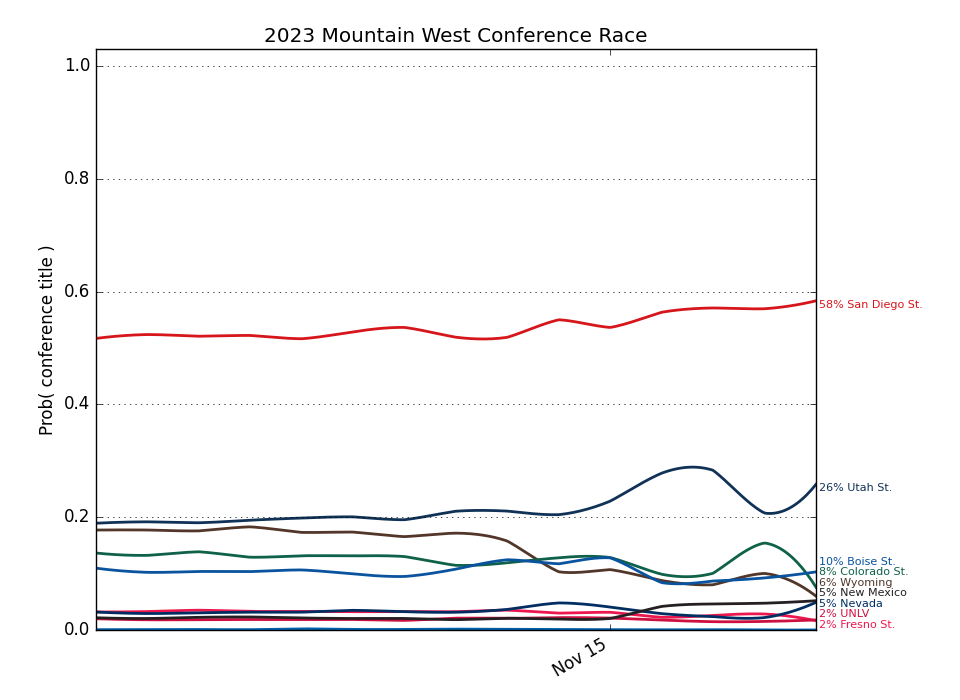 2023 Mountain West Conference Race
1.0
0.8
0.6
0.4
0.2
0.0
Prob( conference title )
Nov 15
58% San Diego St.
26% Utah St.
10% Boise St.
8% Colorado St.
6% Wyoming
5% New Mexico
5% Nevada
2% UNLV
2% Fresno St.